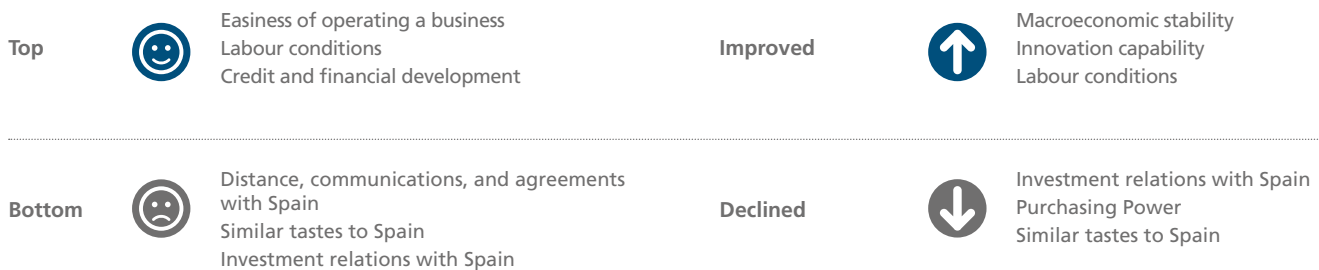 Top
Easiness of operating a business
Labour conditions
Credit and financial development
Improved
Macroeconomic stability
Innovation capability
Labour conditions
Bottom
Distance, communications, and agreements
with Spain
Similar tastes to Spain
Investment relations with Spain
Declined
Investment relations with Spain
Purchasing Power
Similar tastes to Spain